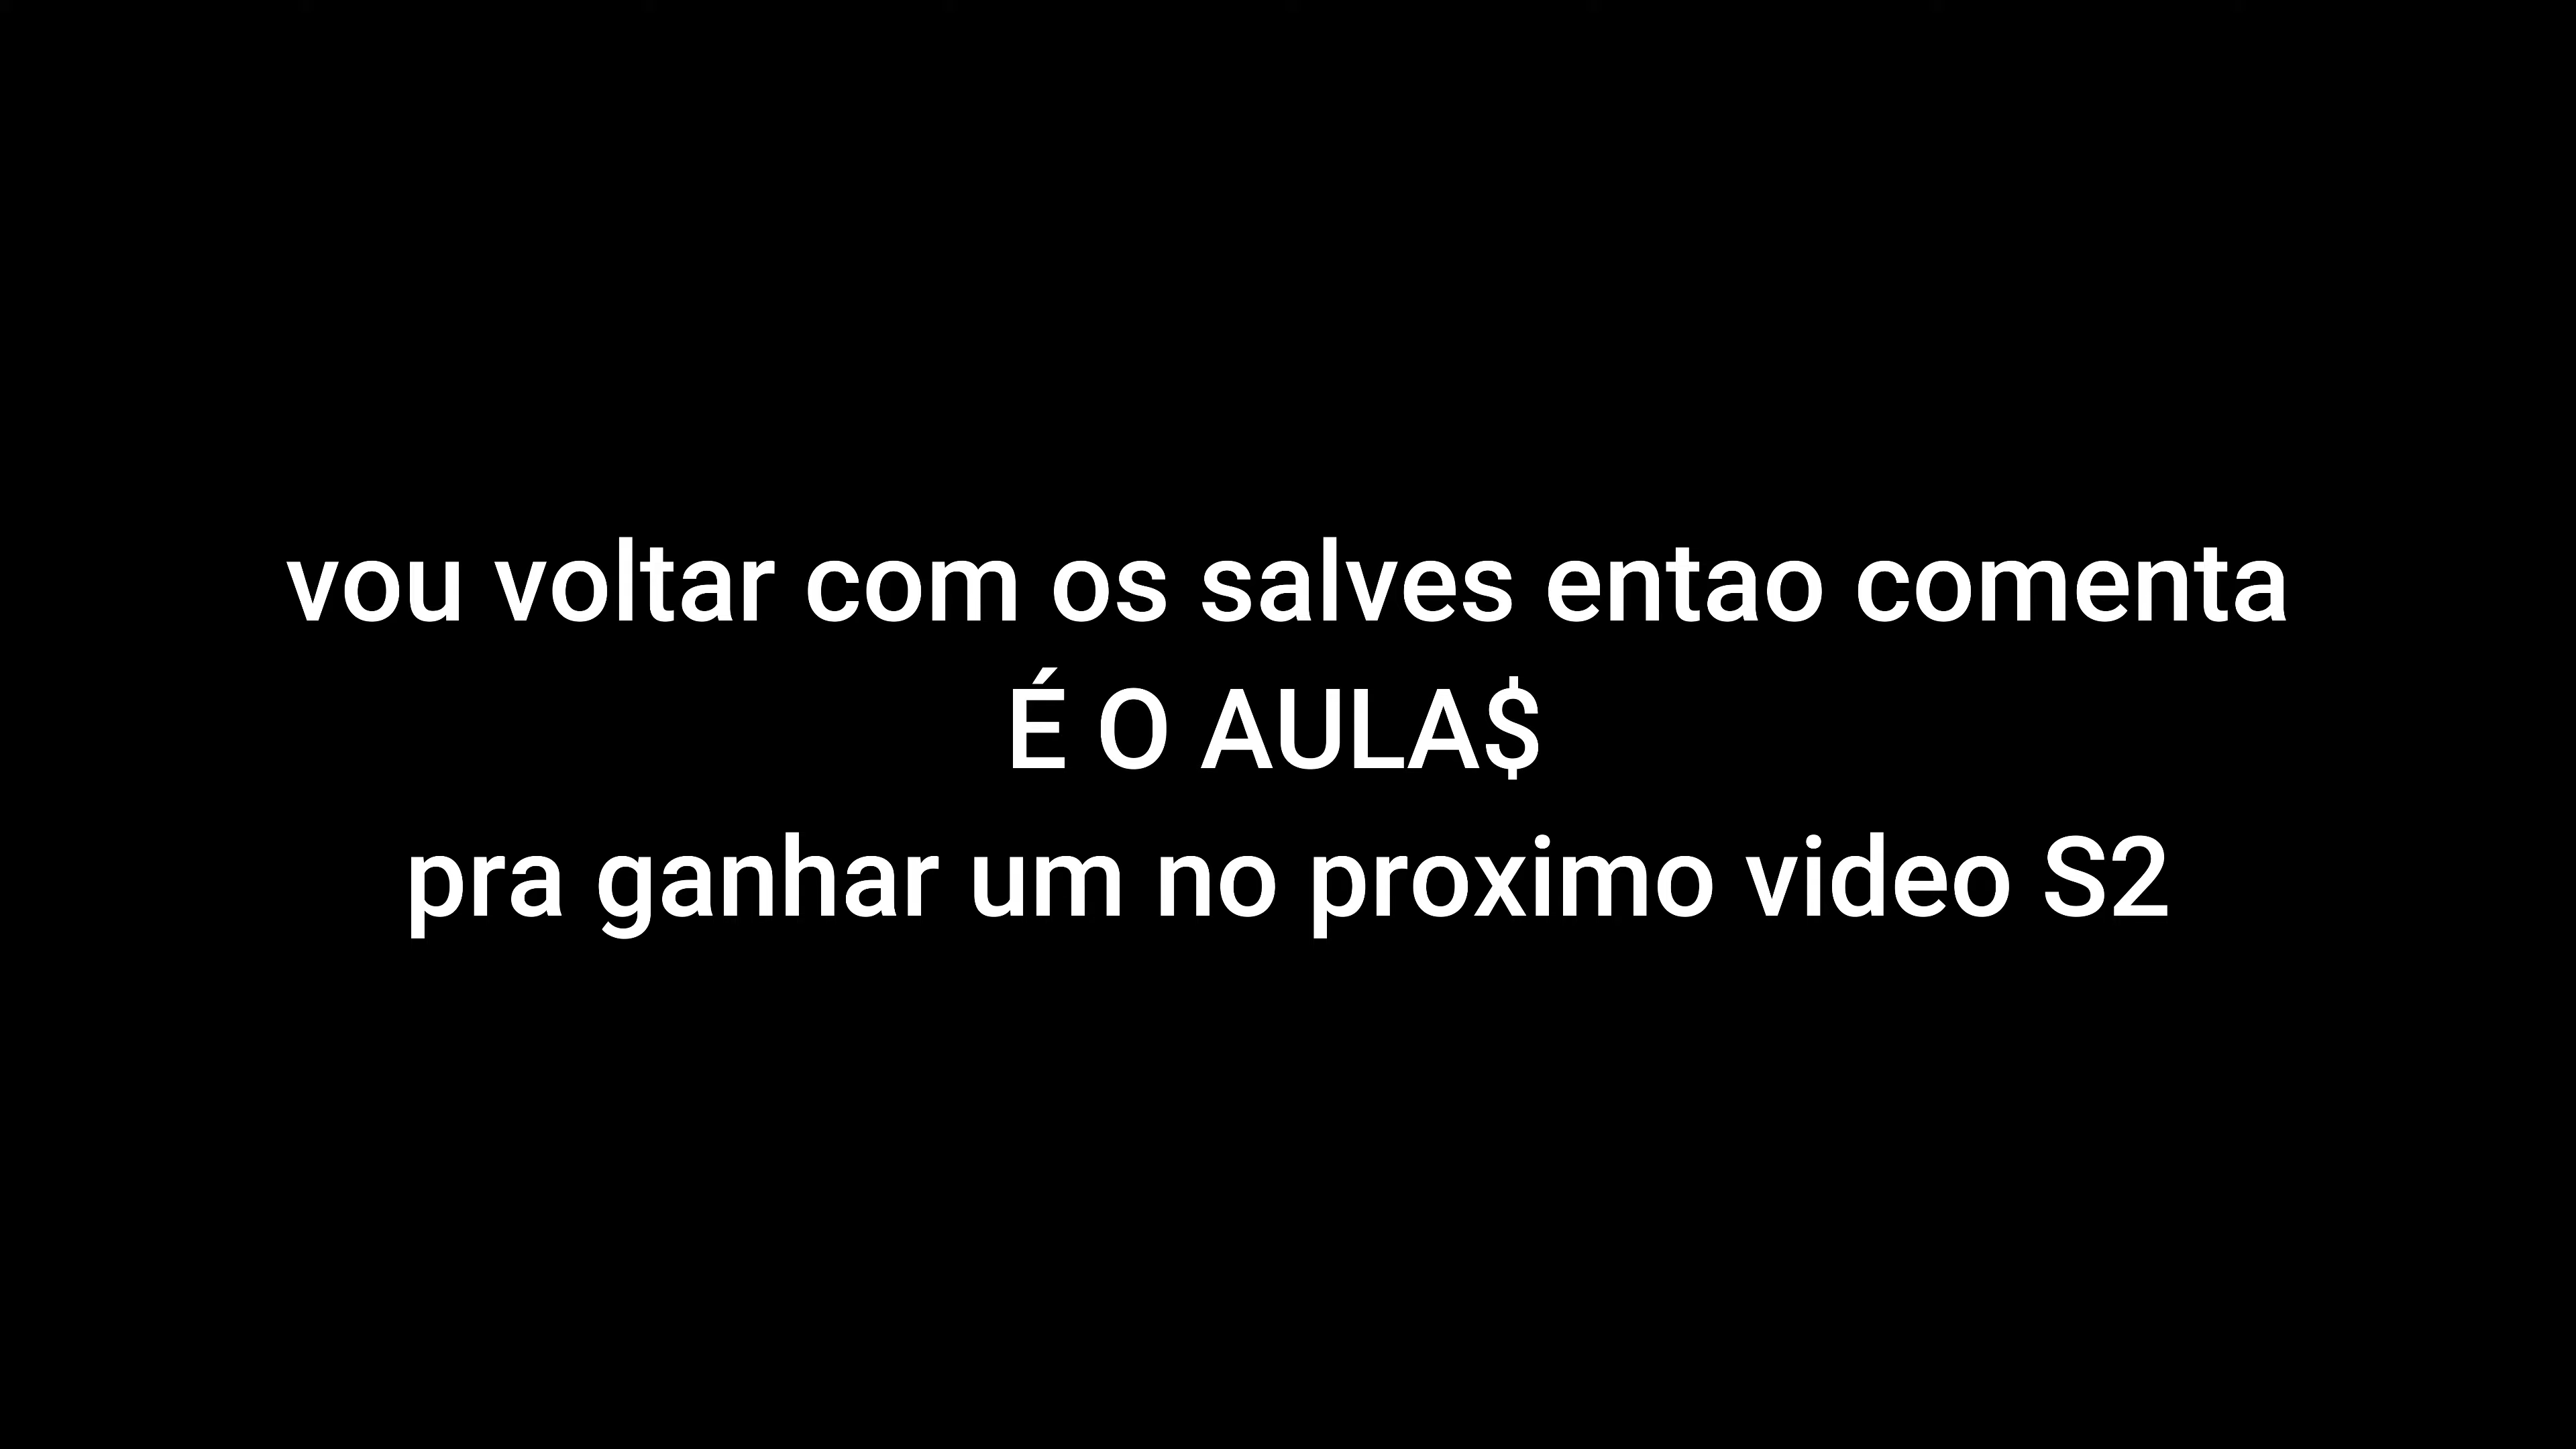 vou voltar com os salves entao comenta
É O AULA$
pra ganhar um no proximo video S2